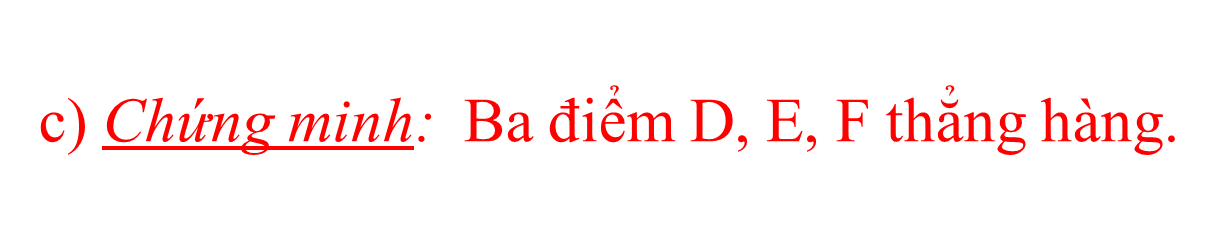 c) Chứng minh: Ba điểm D, E, F thẳng hàng.